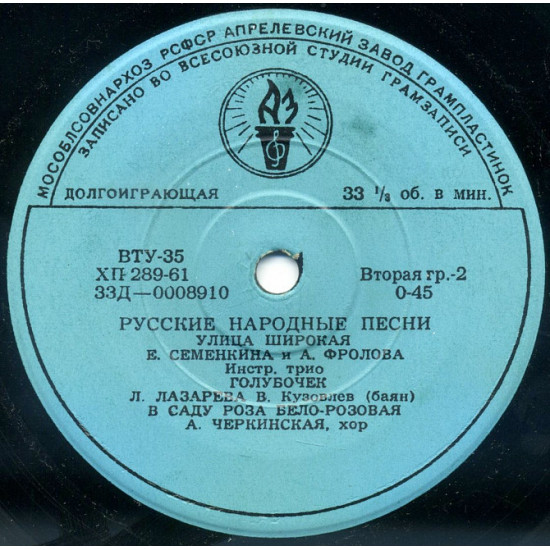 МОСОБЛСОВНАРХОЗ РСФСР АПРЕЛЕВСКИЙ ЗАВОД ГРАМПЛАСТИНОК
ЗАПИСАНО ВО ВСЕСОЮЗНОЙ СТУДИИ ГРАМЗАПИСИ
АЗ
ДОЛГОИГРАЮЩАЯ 33 1/3 об. в мин.
ВТУ-35
ХП 289-61 Вторая гр.-2
33Д—0008910 0-45
РУССКИЕ НАРОДНЫЕ ПЕСНИ
УЛИЦА ШИРОКАЯ
Е. СЕМЕНКИНА и А. ФРОЛОВА
Инстр. трио
ГОЛУБОЧЕК
Л. ЛАЗАРЕВА В. Кузовлев (баян)
В САДУ РОЗА БЕЛО-РОЗОВАЯ
А. ЧЕРКИНСКАЯ, хор